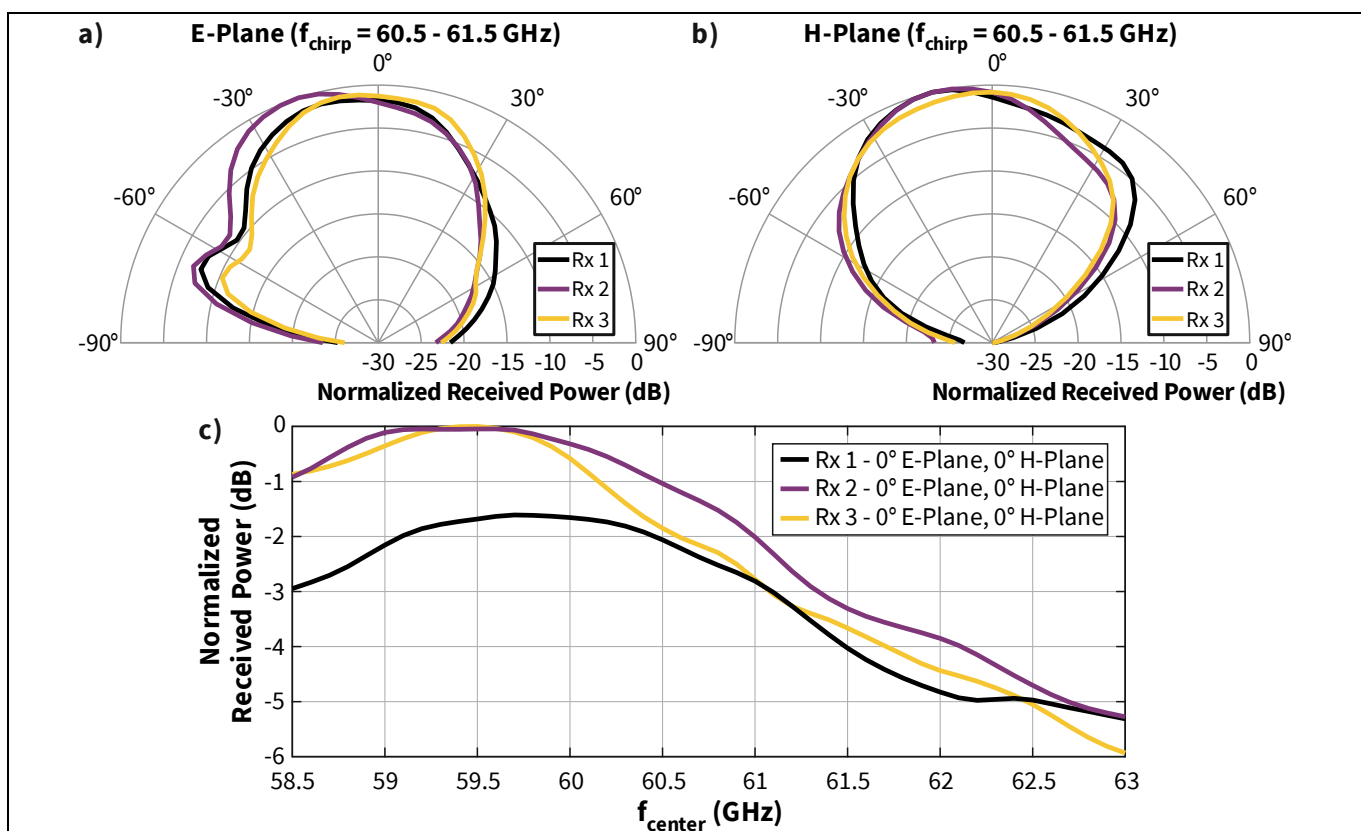 a) E-Plane (f_chirp = 60.5 - 61.5 GHz)
0°
-30° 30°
-60° 60°
-90° 90°
Rx 1
Rx 2
Rx 3
-30 -25 -20 -15 -10 -5 0
Normalized Received Power (dB)
b) H-Plane (f_chirp = 60.5 - 61.5 GHz)
0°
-30° 30°
-60° 60°
-90° 90°
Rx 1
Rx 2
Rx 3
-30 -25 -20 -15 -10 -5 0
Normalized Received Power (dB)
c)
Normalized
Received Power (dB)
0
-1
-2
-3
-4
-5
-6
Rx 1 - 0° E-Plane, 0° H-Plane
Rx 2 - 0° E-Plane, 0° H-Plane
Rx 3 - 0° E-Plane, 0° H-Plane
58.5 59 59.5 60 60.5 61 61.5 62 62.5 63
f_center (GHz)